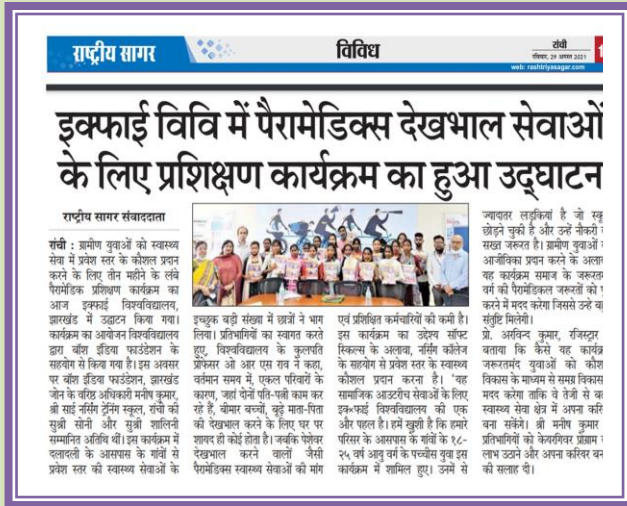 राष्ट्रीय सागर
विविध
रांची
रविवार, 29 अगस्त 2021
web: rashtriyasagar.com
इक्फाई विवि में पैरामेडिक्स देखभाल सेवाओं
के लिए प्रशिक्षण कार्यक्रम का हुआ उद्घाटन
राष्ट्रीय सागर संवाददाता
रांची : ग्रामीण युवाओं को स्वास्थ्य
सेवा में प्रवेश स्तर के कौशल प्रदान
करने के लिए तीन महीने के लंबे
पैरामेडिक प्रशिक्षण कार्यक्रम का
आज इक्फाई विश्वविद्यालय,
झारखंड में उद्घाटन किया गया।
कार्यक्रम का आयोजन विश्वविद्यालय
द्वारा बॉश इंडिया फाउंडेशन के
सहयोग से किया गया है। इस अवसर
पर बॉश इंडिया फाउंडेशन, झारखंड
जोन के वरिष्ठ अधिकारी मनीष कुमार,
श्री साई नर्सिंग ट्रेनिंग स्कूल, रांची की
सुश्री सोनी और सुश्री शालिनी
सम्मानित अतिथि थीं। इस कार्यक्रम में
दलादली के आसपास के गांवों से
प्रवेश स्तर की स्वास्थ्य सेवाओं के
इच्छुक बड़ी संख्या में छात्रों ने भाग
लिया। प्रतिभागियों का स्वागत करते
हुए, विश्वविद्यालय के कुलपति
प्रोफेसर ओ आर एस राव ने कहा,
वर्तमान समय में, एकल परिवारों के
कारण, जहां दोनों पति-पत्नी काम कर
रहे हैं, बीमार बच्चों, बूढ़े माता-पिता
की देखभाल करने के लिए घर पर
शायद ही कोई होता है। जबकि पेशेवर
देखभाल करने वालों जैसी
पैरामेडिक्स स्वास्थ्य सेवाओं की मांग
एवं प्रशिक्षित कर्मचारियों की कमी है।
इस कार्यक्रम का उद्देश्य सॉफ्ट
स्किल्स के अलावा, नर्सिंग कॉलेज
के सहयोग से प्रवेश स्तर के स्वास्थ्य
कौशल प्रदान करना है। 'यह
सामाजिक आउटरीच सेवाओं के लिए
इक्फाई विश्वविद्यालय की एक
और पहल है। हमें खुशी है कि हमारे
परिसर के आसपास के गांवों के १८-
२५ वर्ष आयु वर्ग के पच्चीस युवा इस
कार्यक्रम में शामिल हुए। उनमें से
ज्यादातर लड़कियां है जो
छोड़ने चुकी है और उन्हें नौकरी
सख्त जरूरत है। ग्रामीण युवाओं
आजीविका प्रदान करने के
यह कार्यक्रम समाज के
वर्ग की पैरामेडिकल जरूरतों को
करने में मदद करेगा जिससे उन्हे
संतुष्टि मिलेगी।
प्रो. अरविन्द कुमार, रजिस्ट्रार
बताया कि कैसे यह
जरूरतमंद युवाओं को
विकास के माध्यम से समग्र
मदद करेगा ताकि वे तेजी से
स्वास्थ्य सेवा क्षेत्र में अपना
बना सकेंगे। श्री मनीष कुमार
प्रतिभागियों को केयरगिवर प्रोग्राम
लाभ उठाने और अपना करियर
की सलाह दी।